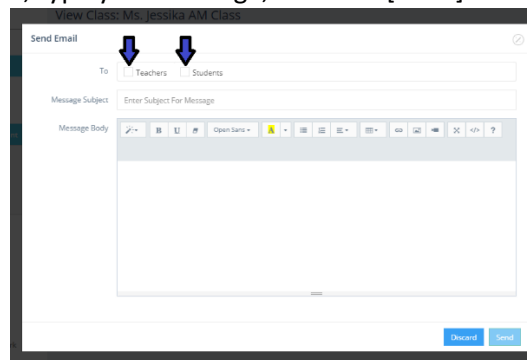 View Class: Ms. Jessika AM Class
Send Email
To
Teachers
Students
Message Subject
Enter Subject For Message
Message Body
B U Open Sans A </> ?
Discard Send